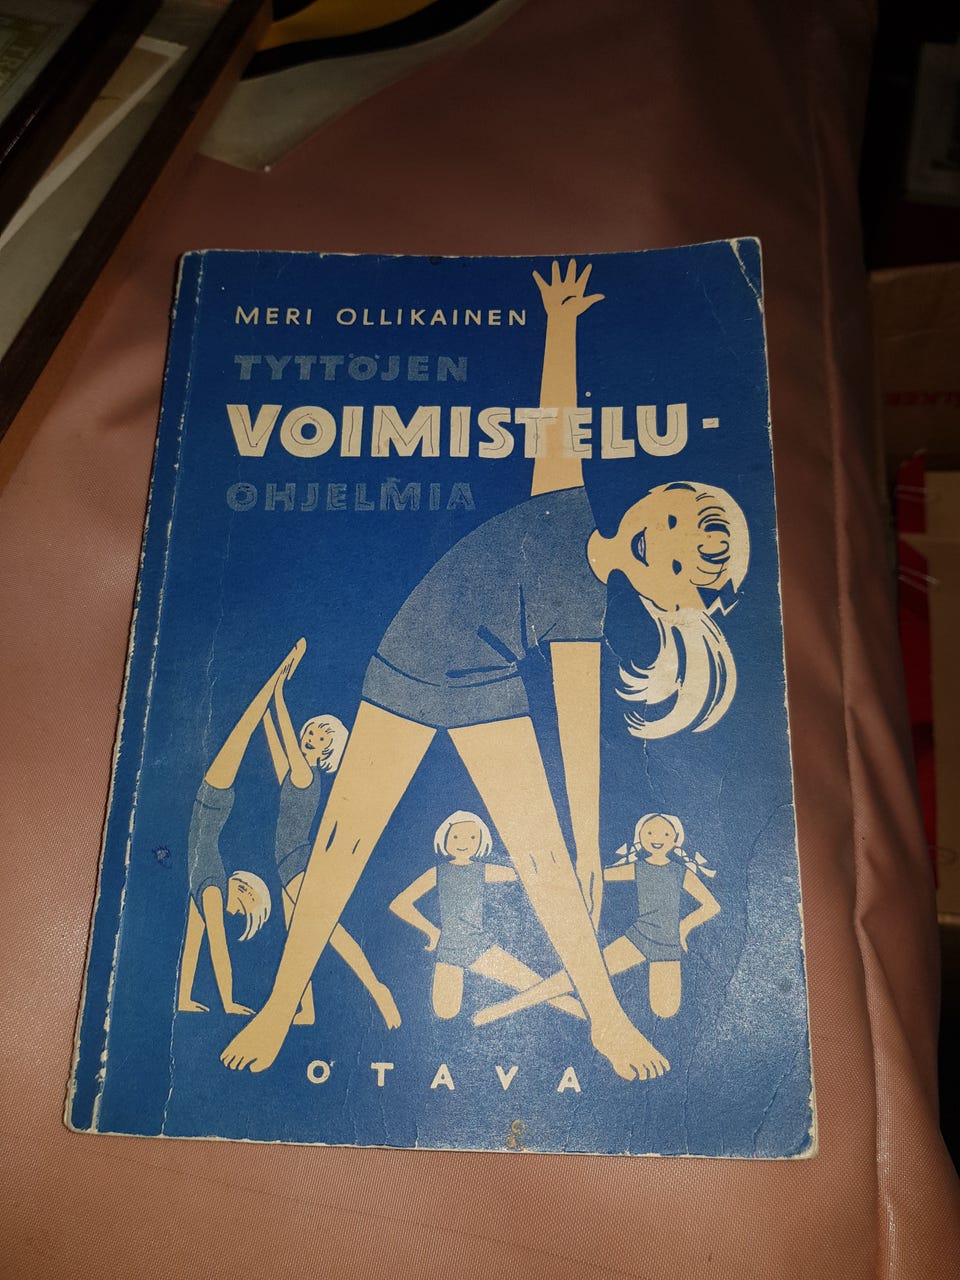 MERI OLLIKAINEN
TYTTÖJEN
VOIMISTELU-
OHJELMIA
OTAVA